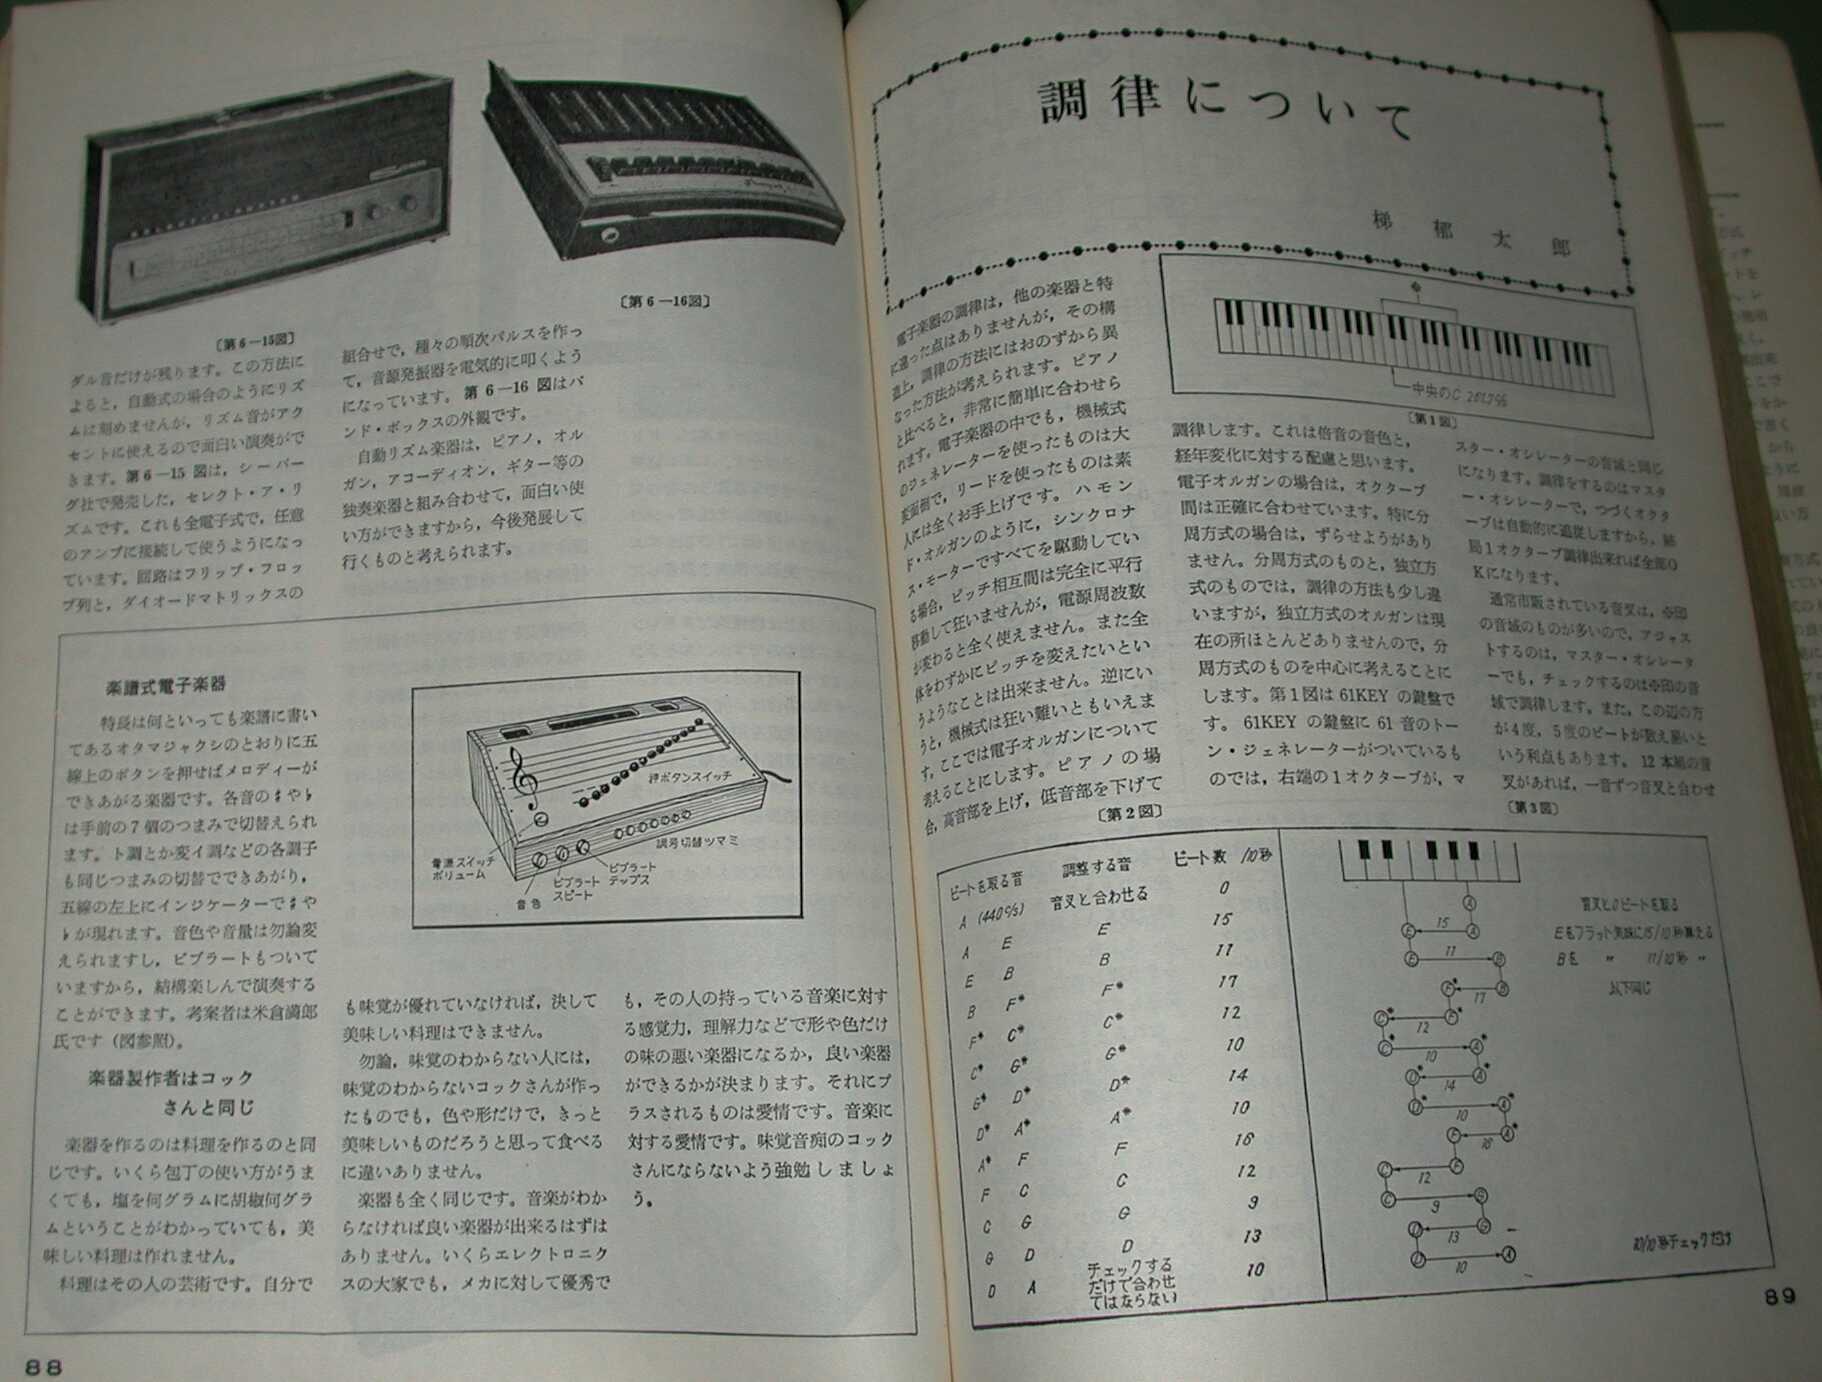 〔第6－15図〕
〔第6－16図〕
ダル音だけが残ります。この方法に
よると，自動式の場合のようにリズ
ムは刻めませんが，リズム音がアク
セントに使えるので面白い演奏がで
きます。第6－15 図は，シーバー
グ社で発売した，セレクト・ア・リ
ズムです。これも全電子式で，任意
のアンプに接続して使うようになっ
ています。回路はフリップ・フロッ
プ列と，ダイオードマトリックスの
組合せで，種々の順次パルスを作っ
て，音源発振器を電気的に叩くよう
になっています。第6－16 図はバ
ンド・ボックスの外観です。
自動リズム楽器は，ピアノ，オル
ガン，アコーディオン，ギター等の
独奏楽器と組み合わせて，面白い使
い方ができますから，今後発展して
行くものと考えられます。
楽譜式電子楽器
特長は何といっても楽譜に書い
てあるオタマジャクシのとおりに五
線上のボタンを押せばメロディーが
できあがる楽器です。各音の♯や♭
は手前の7個のつまみで切替えられ
ます。ト調とか変イ調などの各調子
も同じつまみの切替でできあがり，
五線の左上にインジケーターで♯や
♭が現れます。音色や音量は勿論変
えられますし，ビブラートもついて
いますから，結構楽しんで演奏する
ことができます。考案者は米倉満郎
氏です（図参照）。
押ボタンスイッチ
調号切替ツマミ
電源スイッチ
ボリューム
音色
ビブラート
スピート
ビブラート
デップス
楽器製作者はコック
さんと同じ
楽器を作るのは料理を作るのと同
じです。いくら包丁の使い方がうま
くても，塩を何グラムに胡椒何グラ
ムということがわかっていても，美
味しい料理は作れません。
料理はその人の芸術です。自分で
も味覚が優れていなければ，決して
美味しい料理はできません。
勿論，味覚のわからない人には，
味覚のわからないコックさんが作っ
たものでも，色や形だけで，きっと
美味しいものだろうと思って食べる
に違いありません。
楽器も全く同じです。音楽がわか
らなければ良い楽器が出来るはずは
ありません。いくらエレクトロニク
スの大家でも，メカに対して優秀で
も，その人の持っている音楽に対す
る感覚力，理解力などで形や色だけ
の味の悪い楽器になるか，良い楽器
ができるかが決まります。それにプ
ラスされるものは愛情です。音楽に
対する愛情です。味覚音痴のコック
さんにならないよう強勉しましょ
う。
88
調律について
梯郁太郎
電子楽器の調律は，他の楽器と特
に違った点はありませんが，その構
造上，調律の方法にはおのずから異
なった方法が考えられます。ピアノ
と比べると，非常に簡単に合わせら
れます。電子楽器の中でも，機械式
のジェネレーターを使ったものは大
変面倒で，リードを使ったものは素
人には全くお手上げです。ハモン
ド・オルガンのように，シンクロナ
ス・モーターですべてを駆動してい
る場合，ピッチ相互間は完全に平行
移動して狂いませんが，電源周波数
が変わると全く使えません。また全
体をわずかにピッチを変えたいとい
うようなことは出来ません。逆にい
うと，機械式は狂い難いともいえま
す。ここでは電子オルガンについて
考えることにします。ピアノの場
合，高音部を上げ，低音部を下げて
中央のC 261.7c/s
〔第1図〕
調律します。これは倍音の音色と，
経年変化に対する配慮と思います。
電子オルガンの場合は，オクターブ
間は正確に合わせています。特に分
周方式の場合は，ずらせようがあり
ません。分周方式のものと，独立方
式のものでは，調律の方法も少し違
いますが，独立方式のオルガンは現
在の所ほとんどありませんので，分
周方式のものを中心に考えることに
します。第1図は 61KEY の鍵盤で
す。61KEY の鍵盤に 61 音のトー
ン・ジェネレーターがついているも
のでは，右端の1オクターブが，マ
スター・オシレーターの音域と同じ
になります。調律をするのはマスタ
ー・オシレーターで，つづくオクタ
ーブは自動的に追従しますから，結
局1オクターブ調律出来れば全部O
Kになります。
通常市販されている音叉は，※印
の音域のものが多いので，アジャス
トするのは，マスター・オシレータ
ーでも，チェックするのは※印の音
域で調律します。また，この辺の方
が4度，5度のビートが数え易いと
いう利点もあります。12本組の音
叉があれば，一音ずつ音叉と合わせ
〔第2図〕
〔第3図〕
ビートを取る音　調整する音　ビート数 /10秒
A (440c/s)　音叉と合わせる　0
A E E 15
E B B 11
B F* F* 17
F* C* C* 12
C* G* G* 10
G* D* D* 14
D* A* A* 10
A* F F 16
F C C 12
C G G 9
G D D 13
D A チェックする 10
だけで合わせ
てはならない
A 音叉とのビートを取る
E 15 A Eをフラット気味に15/10秒算える
E 11 B Bを 〃 11/10秒 〃
F* 17 B 以下同じ
C* 12 F*
10
14
10
16
C 12 F
C 9 G
D 13 G
D 10 A 10/10秒チェックだけ
89